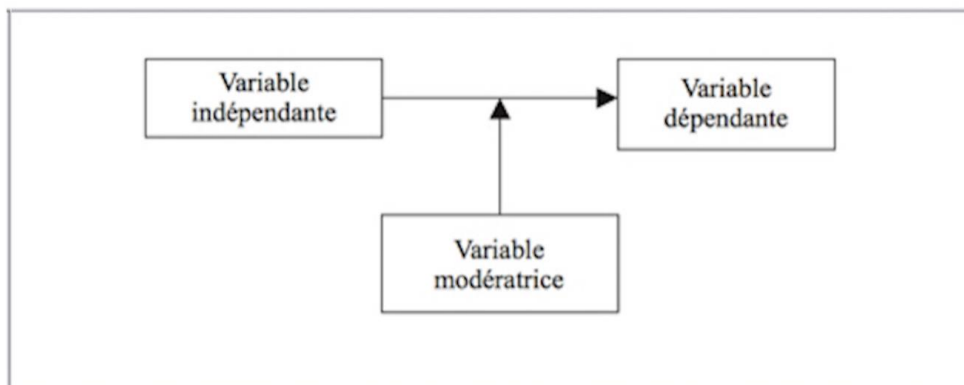 Variable
indépendante
Variable
dépendante
Variable
modératrice